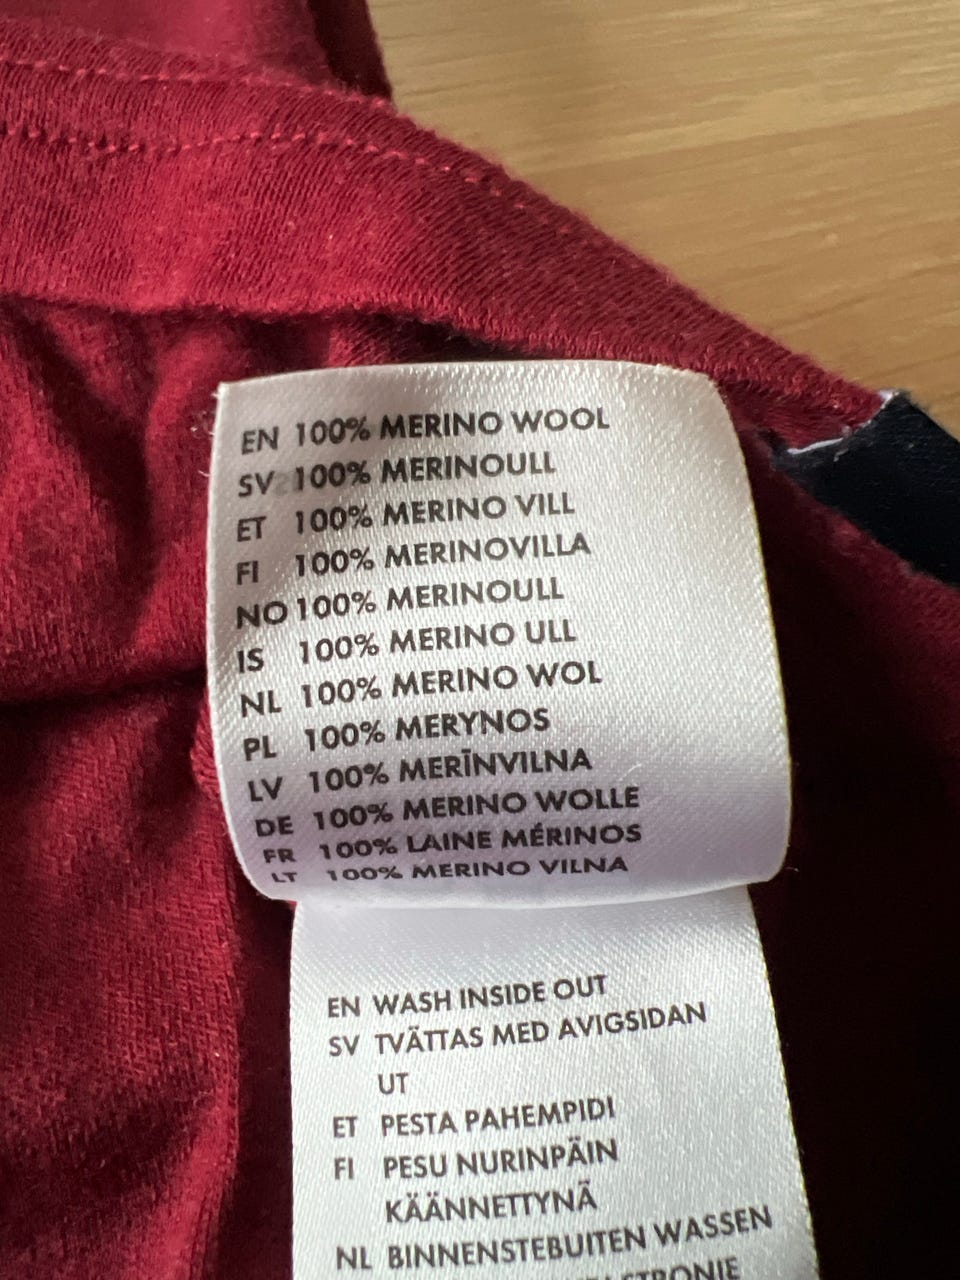 EN 100% MERINO WOOL
SV 100% MERINOULL
ET 100% MERINO VILL
FI 100% MERINOVILLA
NO 100% MERINOULL
IS 100% MERINO ULL
NL 100% MERINO WOL
PL 100% MERYNOS
LV 100% MERĪNVILNA
DE 100% MERINO WOLLE
FR 100% LAINE MÉRINOS
LT 100% MERINO VILNA
EN WASH INSIDE OUT
SV TVÄTTAS MED AVIGSIDAN
UT
ET PESTA PAHEMPIDI
FI PESU NURINPÄIN
KÄÄNNETTYNÄ
NL BINNENSTEBUITEN WASSEN